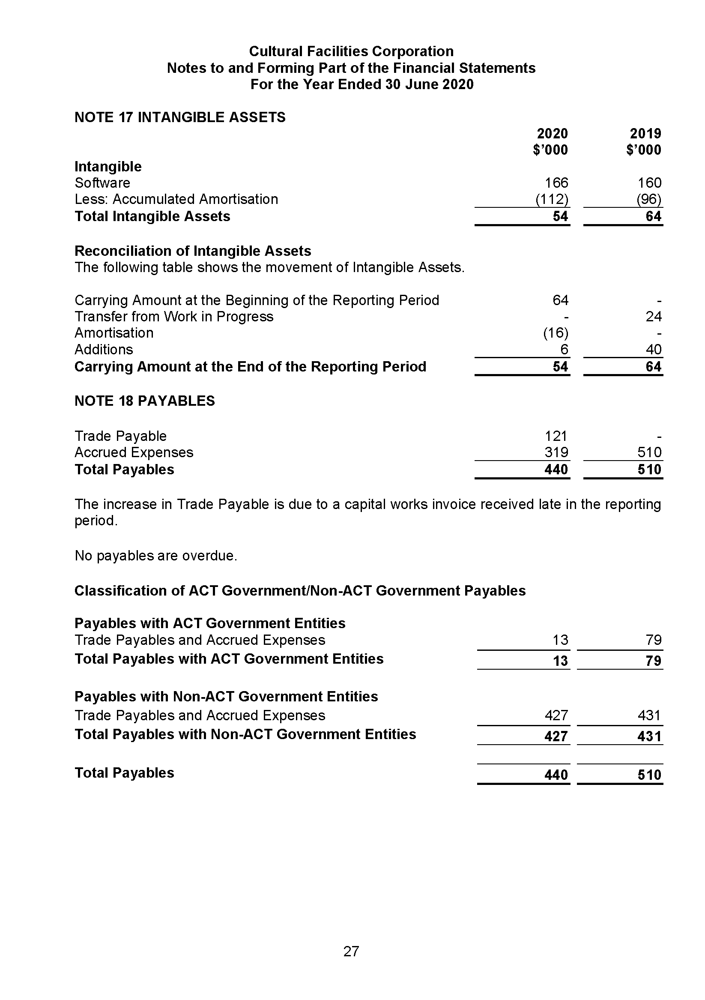 Cultural Facilities Corporation
Notes to and Forming Part of the Financial Statements
For the Year Ended 30 June 2020
NOTE 17 INTANGIBLE ASSETS
2020 2019
$’000 $’000
Intangible
Software 166 160
Less: Accumulated Amortisation (112) (96)
Total Intangible Assets 54 64
Reconciliation of Intangible Assets
The following table shows the movement of Intangible Assets.
Carrying Amount at the Beginning of the Reporting Period 64 -
Transfer from Work in Progress - 24
Amortisation (16) -
Additions 6 40
Carrying Amount at the End of the Reporting Period 54 64
NOTE 18 PAYABLES
Trade Payable 121 -
Accrued Expenses 319 510
Total Payables 440 510
The increase in Trade Payable is due to a capital works invoice received late in the reporting
period.
No payables are overdue.
Classification of ACT Government/Non-ACT Government Payables
Payables with ACT Government Entities
Trade Payables and Accrued Expenses 13 79
Total Payables with ACT Government Entities 13 79
Payables with Non-ACT Government Entities
Trade Payables and Accrued Expenses 427 431
Total Payables with Non-ACT Government Entities 427 431
Total Payables 440 510
27